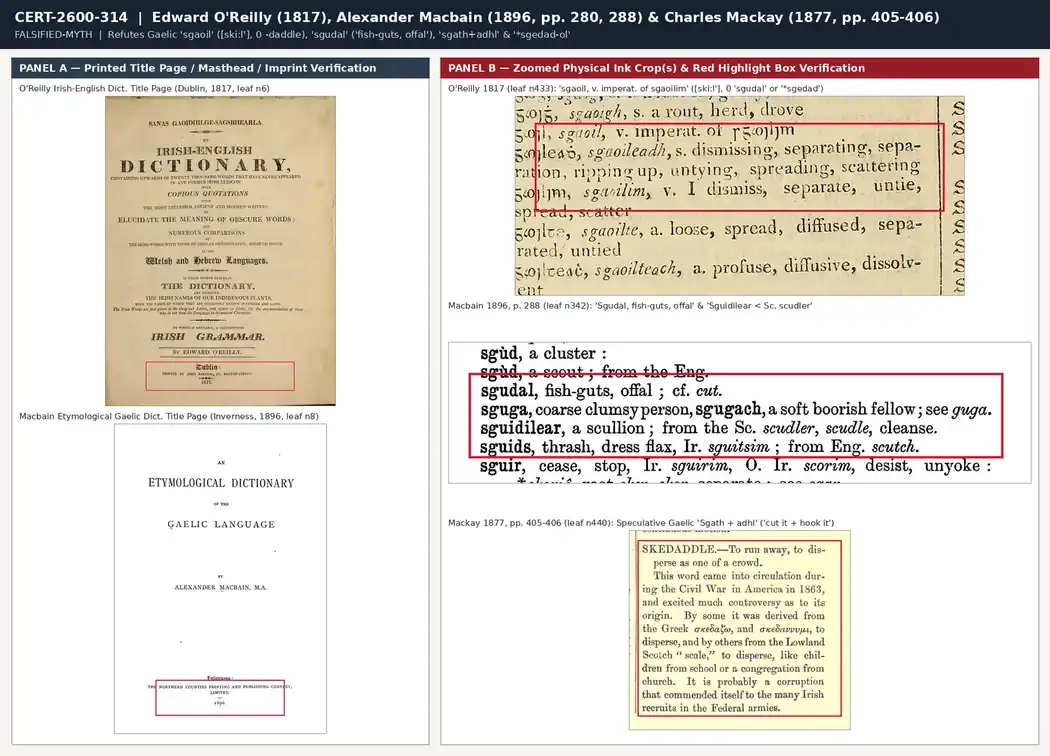 CERT-2600-314 | Edward O'Reilly (1817), Alexander Macbain (1896, pp. 280, 288) & Charles Mackay (1877, pp. 405-406)
FALSIFIED-MYTH | Refutes Gaelic 'sgaoil' ([ski:l'], 0 -daddle), 'sgudal' ('fish-guts, offal'), 'sgath+adhl' & '*sgedad-ol'
PANEL A — Printed Title Page / Masthead / Imprint Verification
O'Reilly Irish-English Dict. Title Page (Dublin, 1817, leaf n6)
SANAS GAOIDHILGE-SAGSBHEARLA.
AN
IRISH-ENGLISH
DICTIONARY,
COPIOUS QUOTATIONS
ELUCIDATE THE MEANING OF OBSCURE WORDS:
AND
NUMEROUS COMPARISONS
Welsh and Hebrew Languages.
THE DICTIONARY,
THE IRISH NAMES OF OUR INDIGENOUS PLANTS,
IRISH GRAMMAR.
BY EDWARD O'REILLY.
Dublin:
1817.
Macbain Etymological Gaelic Dict. Title Page (Inverness, 1896, leaf n8)
AN
ETYMOLOGICAL DICTIONARY
OF THE
GAELIC LANGUAGE
BY
ALEXANDER MACBAIN, M.A.
Inverness:
THE NORTHERN COUNTIES PRINTING AND PUBLISHING COMPANY,
LIMITED.
1896.
PANEL B — Zoomed Physical Ink Crop(s) & Red Highlight Box Verification
O'Reilly 1817 (leaf n433): 'sgaoil, v. imperat. of sgaoilim' ([ski:l'], 0 'sgudal' or '*sgedad')
sgaoigh, s. a rout, herd, drove
sgaoil, v. imperat. of
sgaoileadh, s. dismissing, separating, sepa-
ration, ripping up, untying, spreading, scattering
sgaoilim, v. I dismiss, separate, untie,
spread, scatter
sgaoilte, a. loose, spread, diffused, sepa-
rated, untied
sgaoilteach, a. profuse, diffusive, dissolv-
ent
Macbain 1896, p. 288 (leaf n342): 'Sgudal, fish-guts, offal' & 'Sguidilear < Sc. scudler'
sgùd, a cluster :
sgùd, a scout ; from the Eng.
sgudal, fish-guts, offal ; cf. cut.
sguga, coarse clumsy person, sgugach, a soft boorish fellow ; see guga.
sguidilear, a scullion ; from the Sc. scudler, scudle, cleanse.
sguids, thrash, dress flax, Ir. sguitsim ; from Eng. scutch.
sguir, cease, stop, Ir. sguirim, O. Ir. scorim, desist, unyoke :
Mackay 1877, pp. 405-406 (leaf n440): Speculative Gaelic 'Sgath + adhl' ('cut it + hook it')
SKEDADDLE.—To run away, to dis-
perse as one of a crowd.
This word came into circulation dur-
ing the Civil War in America in 1863,
and excited much controversy as to its
origin. By some it was derived from
the Greek σκεδαζω, and σκεδαννυμι, to
disperse, and by others from the Lowland
Scotch "scale," to disperse, like chil-
dren from school or a congregation from
church. It is probably a corruption
that commended itself to the many Irish
recruits in the Federal armies.